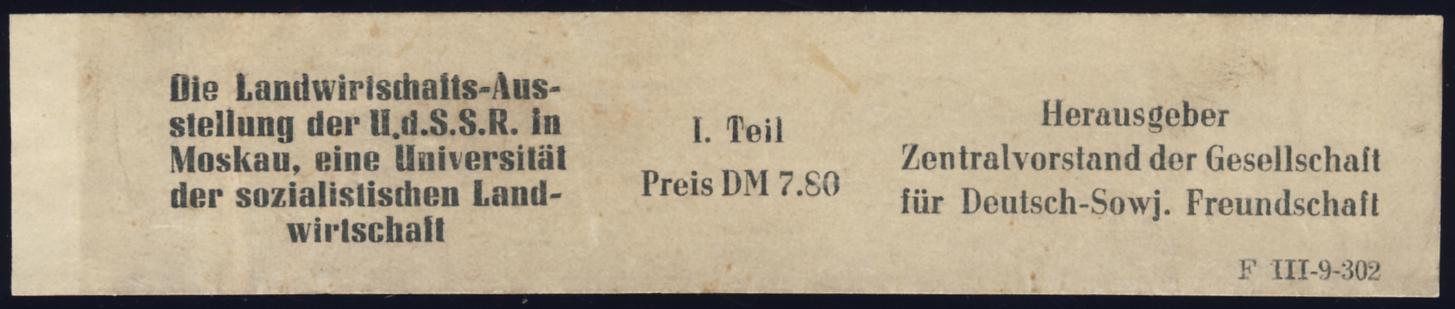 Die Landwirtschafts-Aus-
stellung der U.d.S.S.R. in
Moskau, eine Universität
der sozialistischen Land-
wirtschaft
I. Teil
Preis DM 7.80
Herausgeber
Zentralvorstand der Gesellschaft
für Deutsch-Sowj. Freundschaft
F III-9-302